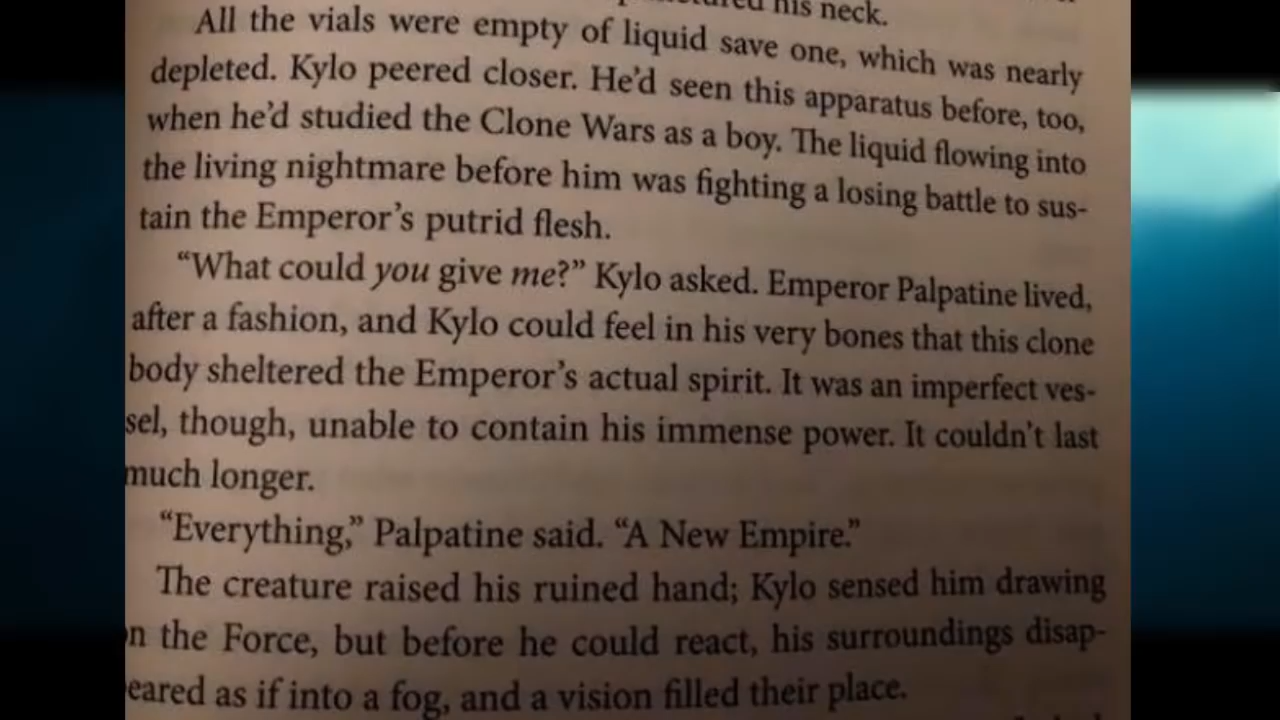 his neck.
All the vials were empty of liquid save one, which was nearly
depleted. Kylo peered closer. He’d seen this apparatus before, too,
when he’d studied the Clone Wars as a boy. The liquid flowing into
the living nightmare before him was fighting a losing battle to sus-
tain the Emperor’s putrid flesh.
“What could you give me?” Kylo asked. Emperor Palpatine lived,
after a fashion, and Kylo could feel in his very bones that this clone
body sheltered the Emperor’s actual spirit. It was an imperfect ves-
sel, though, unable to contain his immense power. It couldn’t last
much longer.
“Everything,” Palpatine said. “A New Empire.”
The creature raised his ruined hand; Kylo sensed him drawing
n the Force, but before he could react, his surroundings disap-
eared as if into a fog, and a vision filled their place.